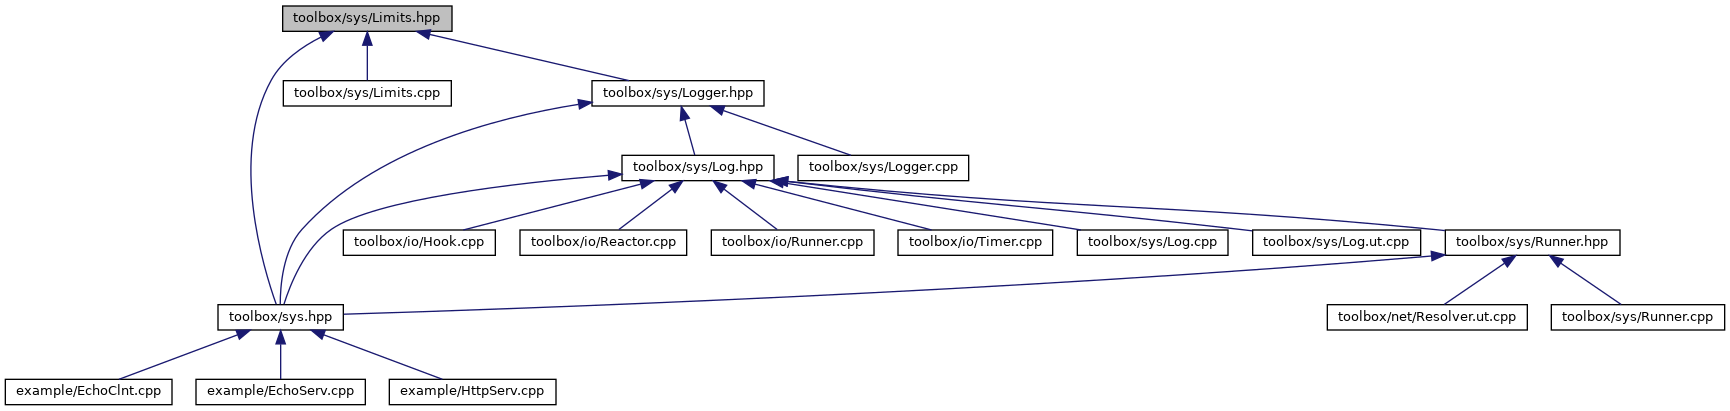 toolbox/sys/Limits.hpp
toolbox/sys/Limits.cpp
toolbox/sys/Logger.hpp
toolbox/sys/Log.hpp
toolbox/sys/Logger.cpp
toolbox/io/Hook.cpp
toolbox/io/Reactor.cpp
toolbox/io/Runner.cpp
toolbox/io/Timer.cpp
toolbox/sys/Log.cpp
toolbox/sys/Log.ut.cpp
toolbox/sys/Runner.hpp
toolbox/sys.hpp
toolbox/net/Resolver.ut.cpp
toolbox/sys/Runner.cpp
example/EchoClnt.cpp
example/EchoServ.cpp
example/HttpServ.cpp